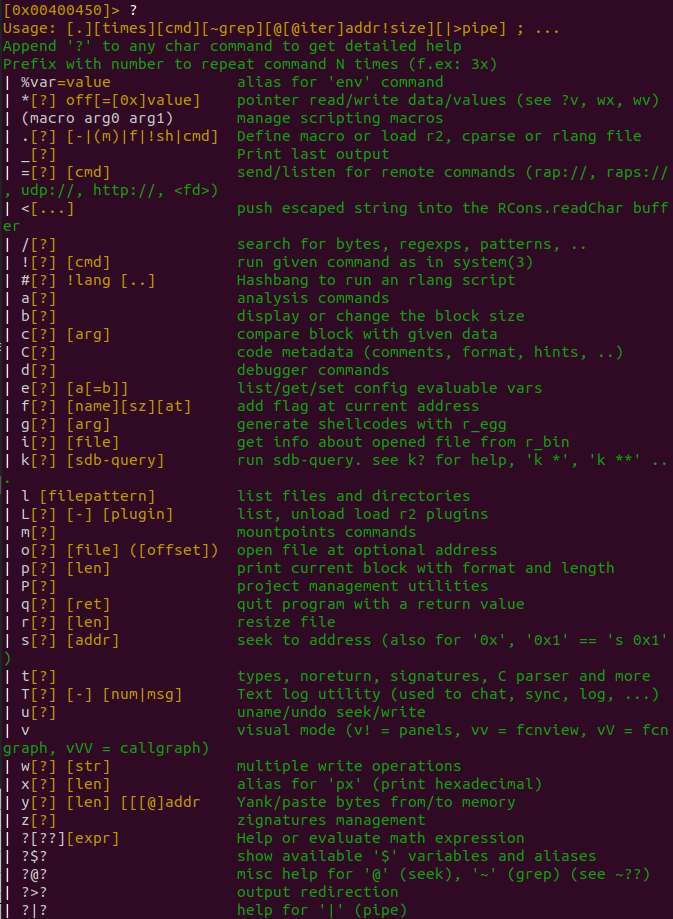 [0x00400450]> ?
Usage: [.][times][cmd][~grep][@[@iter]addr!size][|>pipe] ; ...
Append '?' to any char command to get detailed help
Prefix with number to repeat command N times (f.ex: 3x)
| %var=value              alias for 'env' command
| *[?] off[=[0x]value]    pointer read/write data/values (see ?v, wx, wv)
| (macro arg0 arg1)       manage scripting macros
| .[?] [-|(m)|f|!sh|cmd]  Define macro or load r2, cparse or rlang file
| _[?]                    Print last output
| =[?] [cmd]              send/listen for remote commands (rap://, raps://
, udp://, http://, <fd>)
| <[...]                  push escaped string into the RCons.readChar buff
er
| /[?]                    search for bytes, regexps, patterns, ..
| ![?] [cmd]              run given command as in system(3)
| #[?] !lang [..]         Hashbang to run an rlang script
| a[?]                    analysis commands
| b[?]                    display or change the block size
| c[?] [arg]              compare block with given data
| C[?]                    code metadata (comments, format, hints, ..)
| d[?]                    debugger commands
| e[?] [a[=b]]            list/get/set config evaluable vars
| f[?] [name][sz][at]     add flag at current address
| g[?] [arg]              generate shellcodes with r_egg
| i[?] [file]             get info about opened file from r_bin
| k[?] [sdb-query]        run sdb-query. see k? for help, 'k *', 'k **' ..
.
| l [filepattern]         list files and directories
| L[?] [-] [plugin]       list, unload load r2 plugins
| m[?]                    mountpoints commands
| o[?] [file] ([offset])  open file at optional address
| p[?] [len]              print current block with format and length
| P[?]                    project management utilities
| q[?] [ret]              quit program with a return value
| r[?] [len]              resize file
| s[?] [addr]             seek to address (also for '0x', '0x1' == 's 0x1'
)
| t[?]                    types, noreturn, signatures, C parser and more
| T[?] [-] [num|msg]      Text log utility (used to chat, sync, log, ...)
| u[?]                    uname/undo seek/write
| v                       visual mode (v! = panels, vv = fcnview, vV = fcn
graph, vVV = callgraph)
| w[?] [str]              multiple write operations
| x[?] [len]              alias for 'px' (print hexadecimal)
| y[?] [len] [[[@]addr    Yank/paste bytes from/to memory
| z[?]                    zignatures management
| ?[??][expr]             Help or evaluate math expression
| ?$?                     show available '$' variables and aliases
| ?@?                     misc help for '@' (seek), '~' (grep) (see ~??)
| ?>?                     output redirection
| ?|?                     help for '|' (pipe)